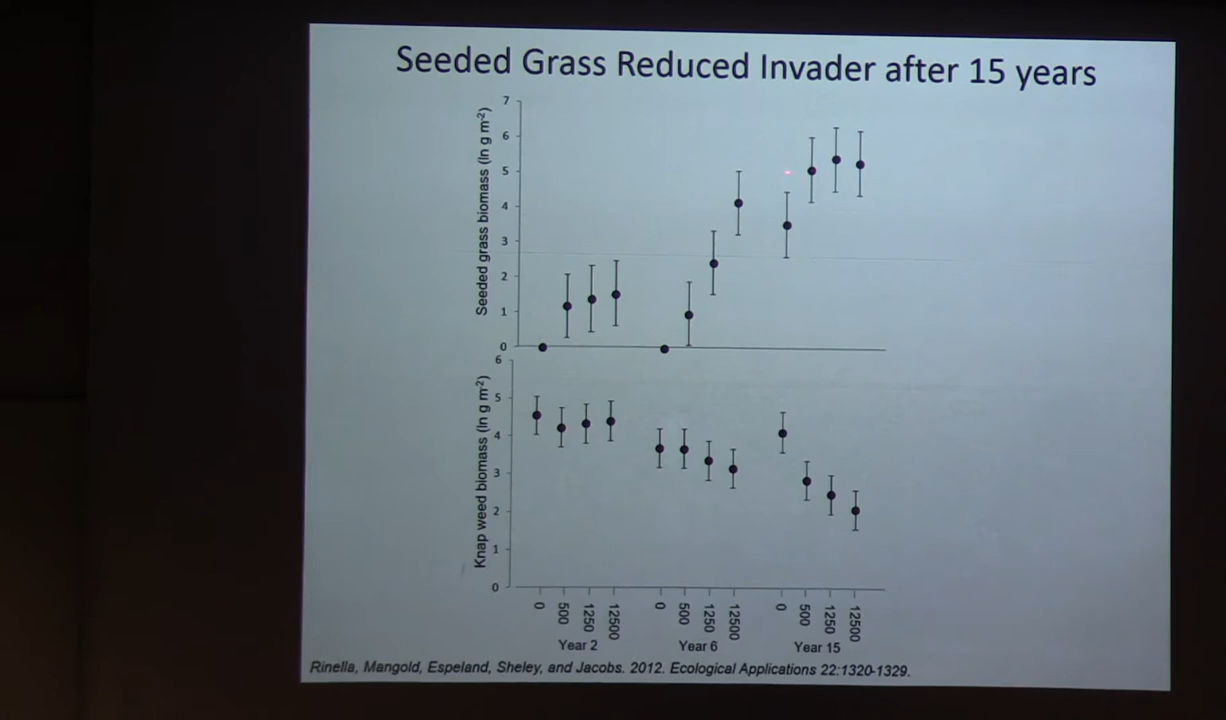 Seeded Grass Reduced Invader after 15 years
Seeded grass biomass (ln g m-2)
7
6
5
4
3
2
1
0
Knap weed biomass (ln g m-2)
6
5
4
3
2
1
0
0 500 1250 12500 0 500 1250 12500 0 500 1250 12500
Year 2 Year 6 Year 15
Rinella, Mangold, Espeland, Sheley, and Jacobs. 2012. Ecological Applications 22:1320-1329.